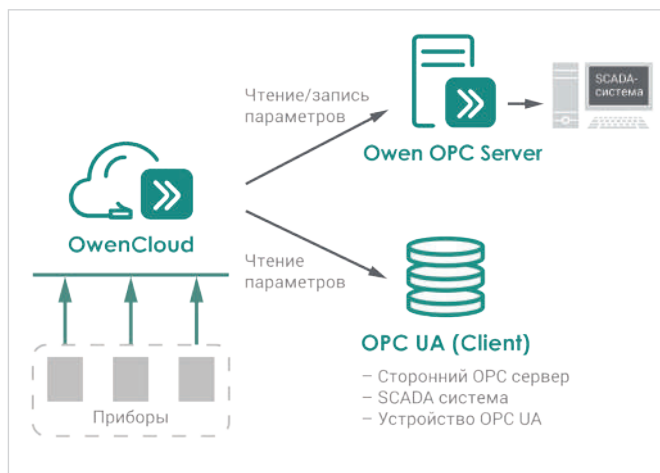 SCADA-
система
Чтение/запись
параметров
Owen OPC Server
OwenCloud
Чтение
параметров
OPC UA (Client)
– Сторонний OPC сервер
– SCADA система
– Устройство OPC UA
Приборы